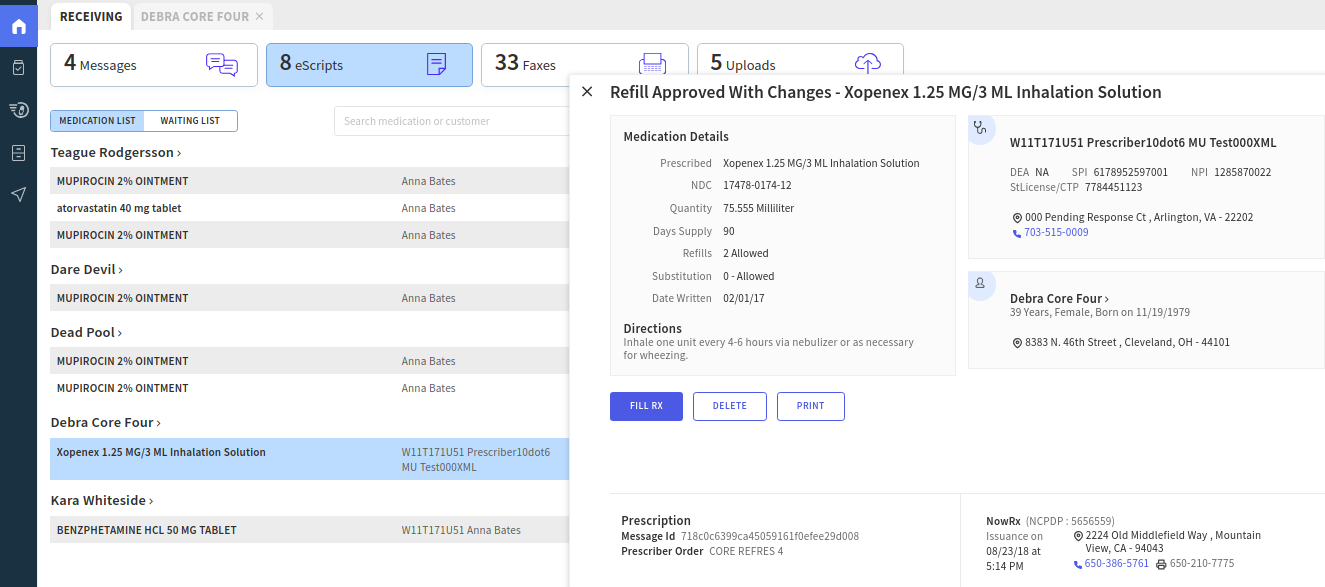 RECEIVING
DEBRA CORE FOUR ×
4 Messages
8 eScripts
33 Faxes
5 Uploads
MEDICATION LIST
WAITING LIST
Search medication or customer
Teague Rodgersson ›
MUPIROCIN 2% OINTMENT Anna Bates
atorvastatin 40 mg tablet Anna Bates
MUPIROCIN 2% OINTMENT Anna Bates
Dare Devil ›
MUPIROCIN 2% OINTMENT Anna Bates
Dead Pool ›
MUPIROCIN 2% OINTMENT Anna Bates
MUPIROCIN 2% OINTMENT Anna Bates
Debra Core Four ›
Xopenex 1.25 MG/3 ML Inhalation Solution W11T171U51 Prescriber10dot6
MU Test000XML
Kara Whiteside ›
BENZPHETAMINE HCL 50 MG TABLET W11T171U51 Anna Bates
Refill Approved With Changes - Xopenex 1.25 MG/3 ML Inhalation Solution
Medication Details
Prescribed Xopenex 1.25 MG/3 ML Inhalation Solution
NDC 17478-0174-12
Quantity 75.555 Milliliter
Days Supply 90
Refills 2 Allowed
Substitution 0 - Allowed
Date Written 02/01/17
Directions
Inhale one unit every 4-6 hours via nebulizer or as necessary
for wheezing.
W11T171U51 Prescriber10dot6 MU Test000XML
DEA NA SPI 6178952597001 NPI 1285870022
StLicense/CTP 7784451123
000 Pending Response Ct , Arlington, VA - 22202
703-515-0009
Debra Core Four ›
39 Years, Female, Born on 11/19/1979
8383 N. 46th Street , Cleveland, OH - 44101
FILL RX
DELETE
PRINT
Prescription
Message Id 718c0c6399ca45059161f0efee29d008
Prescriber Order CORE REFRES 4
NowRx (NCPDP : 5656559)
Issuance on
08/23/18 at
5:14 PM
2224 Old Middlefield Way , Mountain
View, CA - 94043
650-386-5761 650-210-7775